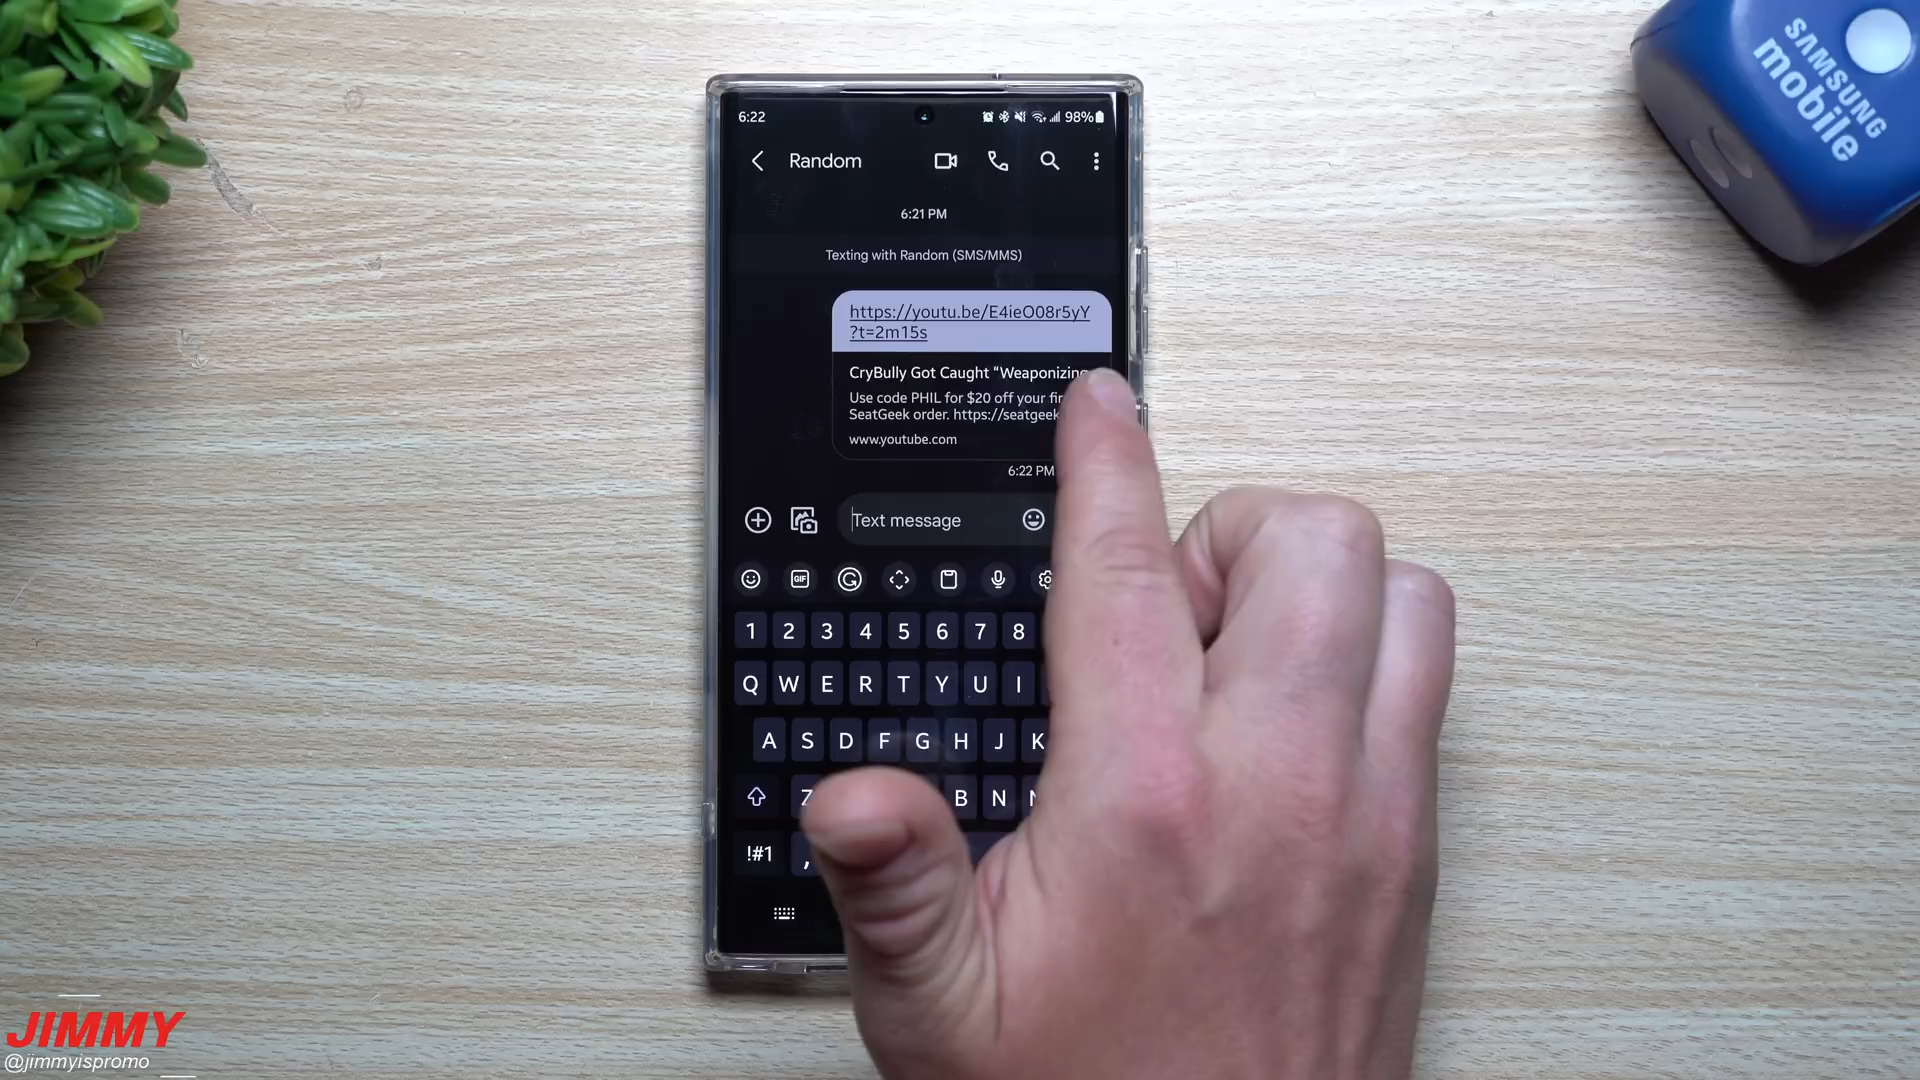 SAMSUNG
mobile
6:22
98%
Random
6:21 PM
Texting with Random (SMS/MMS)
https://youtu.be/E4ieO08r5yY
?t=2m15s
CryBully Got Caught "Weaponizing
Use code PHIL for $20 off your
SeatGeek order. https://seatgeek
www.youtube.com
6:22 PM
Text message
GIF
1 2 3 4 5 6 7 8
Q W E R T Y U I
A S D F G H J K
Z B N
!#1 ,
JIMMY
@jimmyispromo